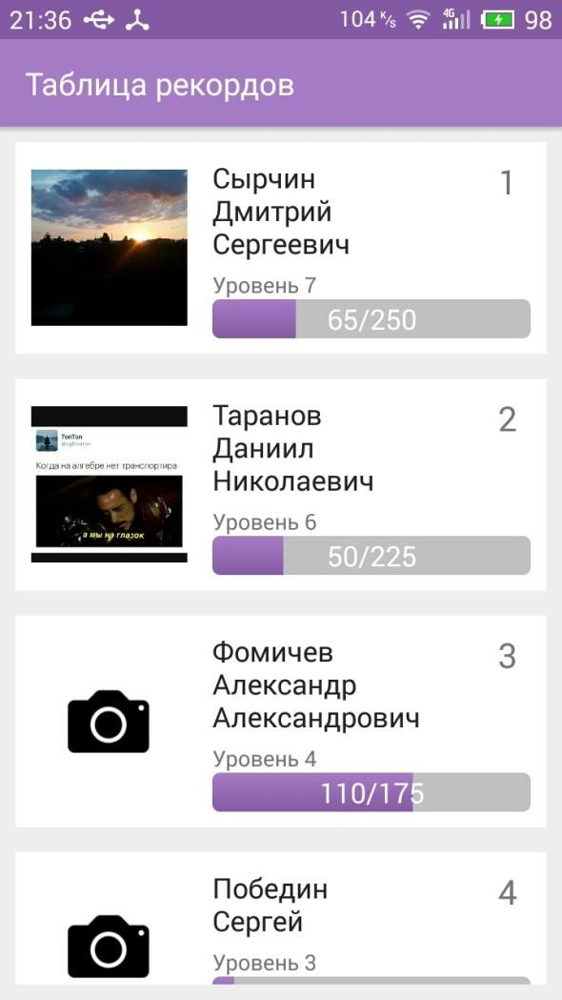 21:36 104 K/s 4G 98
Таблица рекордов
Сырчин 1
Дмитрий
Сергеевич
Уровень 7
65/250
TonTon
Когда на алгебре нет транспортира
а мы на глазок
Таранов 2
Даниил
Николаевич
Уровень 6
50/225
Фомичев 3
Александр
Александрович
Уровень 4
110/175
Победин 4
Сергей
Уровень 3